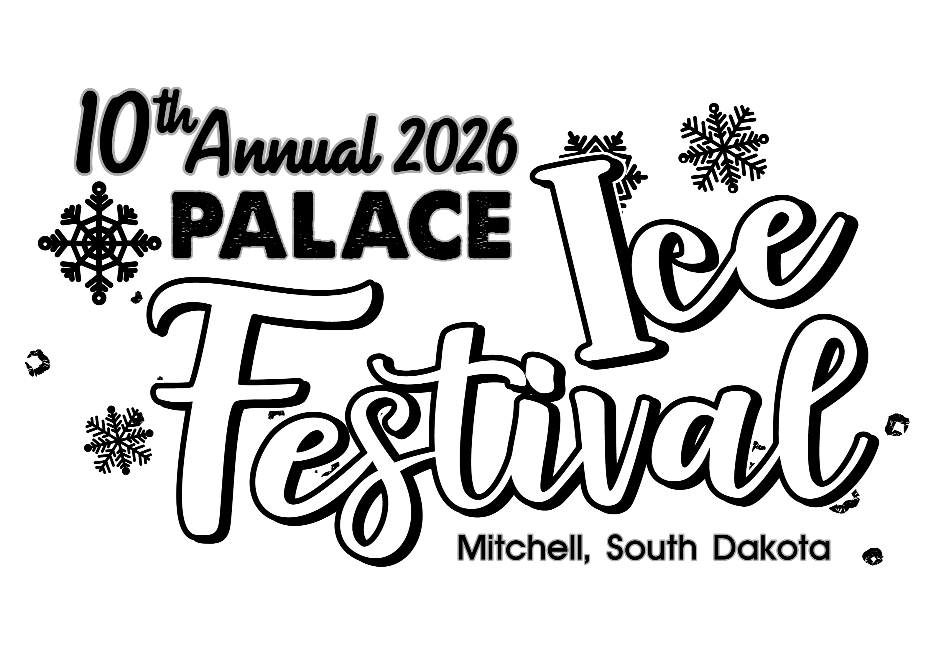 10th Annual 2026
PALACE
Ice
Festival
Mitchell, South Dakota